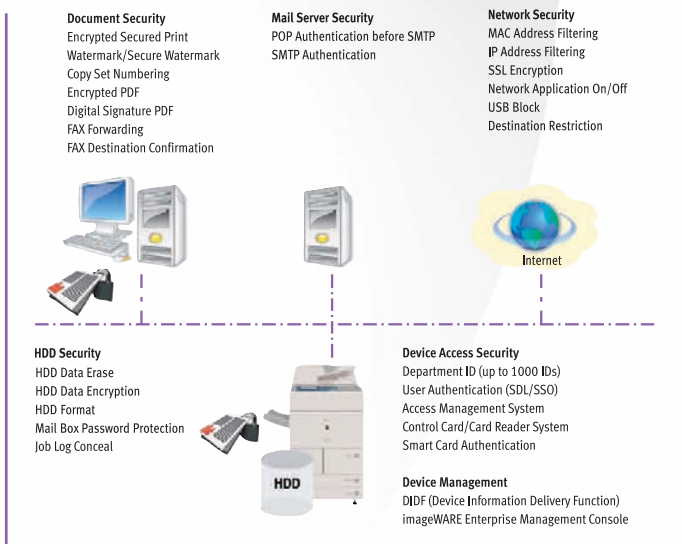 Document Security
Encrypted Secured Print
Watermark/Secure Watermark
Copy Set Numbering
Encrypted PDF
Digital Signature PDF
FAX Forwarding
FAX Destination Confirmation
Mail Server Security
POP Authentication before SMTP
SMTP Authentication
Network Security
MAC Address Filtering
IP Address Filtering
SSL Encryption
Network Application On/Off
USB Block
Destination Restriction
Internet
HDD Security
HDD Data Erase
HDD Data Encryption
HDD Format
Mail Box Password Protection
Job Log Conceal
HDD
Device Access Security
Department ID (up to 1000 IDs)
User Authentication (SDL/SSO)
Access Management System
Control Card/Card Reader System
Smart Card Authentication
Device Management
DIDF (Device Information Delivery Function)
imageWARE Enterprise Management Console